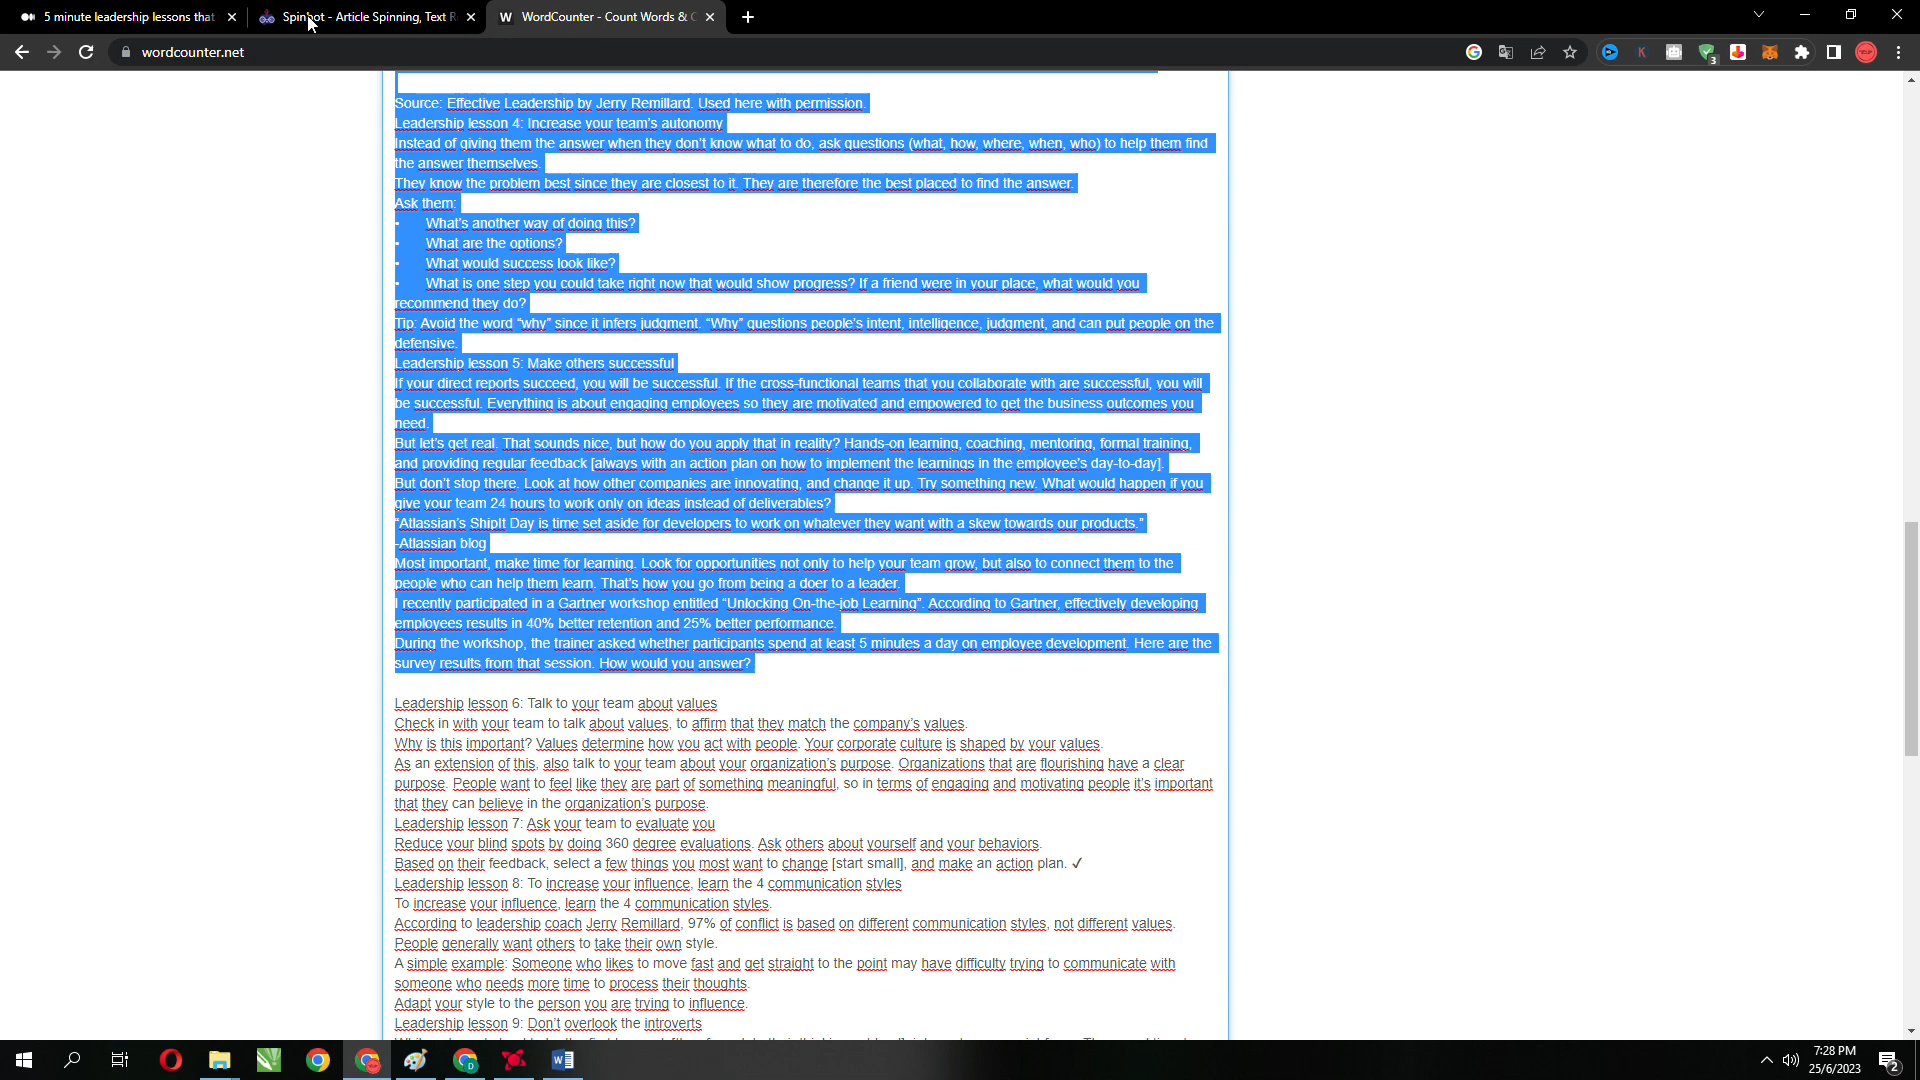 5 minute leadership lessons that
Spinbot - Article Spinning, Text R
WordCounter - Count Words & C
wordcounter.net
3
Source: Effective Leadership by Jerry Remillard. Used here with permission.
Leadership lesson 4: Increase your team's autonomy
Instead of giving them the answer when they don't know what to do, ask questions (what, how, where, when, who) to help them find
the answer themselves.
They know the problem best since they are closest to it. They are therefore the best placed to find the answer.
Ask them:
• What's another way of doing this?
• What are the options?
• What would success look like?
• What is one step you could take right now that would show progress? If a friend were in your place, what would you
recommend they do?
Tip: Avoid the word “why” since it infers judgment. “Why” questions people's intent, intelligence, judgment, and can put people on the
defensive.
Leadership lesson 5: Make others successful
If your direct reports succeed, you will be successful. If the cross-functional teams that you collaborate with are successful, you will
be successful. Everything is about engaging employees so they are motivated and empowered to get the business outcomes you
need.
But let's get real. That sounds nice, but how do you apply that in reality? Hands-on learning, coaching, mentoring, formal training,
and providing regular feedback [always with an action plan on how to implement the learnings in the employee's day-to-day].
But don't stop there. Look at how other companies are innovating, and change it up. Try something new. What would happen if you
give your team 24 hours to work only on ideas instead of deliverables?
“Atlassian's ShipIt Day is time set aside for developers to work on whatever they want with a skew towards our products.”
-Atlassian blog
Most important, make time for learning. Look for opportunities not only to help your team grow, but also to connect them to the
people who can help them learn. That's how you go from being a doer to a leader.
I recently participated in a Gartner workshop entitled “Unlocking On-the-job Learning”. According to Gartner, effectively developing
employees results in 40% better retention and 25% better performance.
During the workshop, the trainer asked whether participants spend at least 5 minutes a day on employee development. Here are the
survey results from that session. How would you answer?
Leadership lesson 6: Talk to your team about values
Check in with your team to talk about values, to affirm that they match the company's values.
Why is this important? Values determine how you act with people. Your corporate culture is shaped by your values.
As an extension of this, also talk to your team about your organization's purpose. Organizations that are flourishing have a clear
purpose. People want to feel like they are part of something meaningful, so in terms of engaging and motivating people it's important
that they can believe in the organization's purpose.
Leadership lesson 7: Ask your team to evaluate you
Reduce your blind spots by doing 360 degree evaluations. Ask others about yourself and your behaviors.
Based on their feedback, select a few things you most want to change [start small], and make an action plan. ✓
Leadership lesson 8: To increase your influence, learn the 4 communication styles
To increase your influence, learn the 4 communication styles.
According to leadership coach Jerry Remillard, 97% of conflict is based on different communication styles, not different values.
People generally want others to take their own style.
A simple example: Someone who likes to move fast and get straight to the point may have difficulty trying to communicate with
someone who needs more time to process their thoughts.
Adapt your style to the person you are trying to influence.
Leadership lesson 9: Don't overlook the introverts
7:28 PM
25/6/2023
2